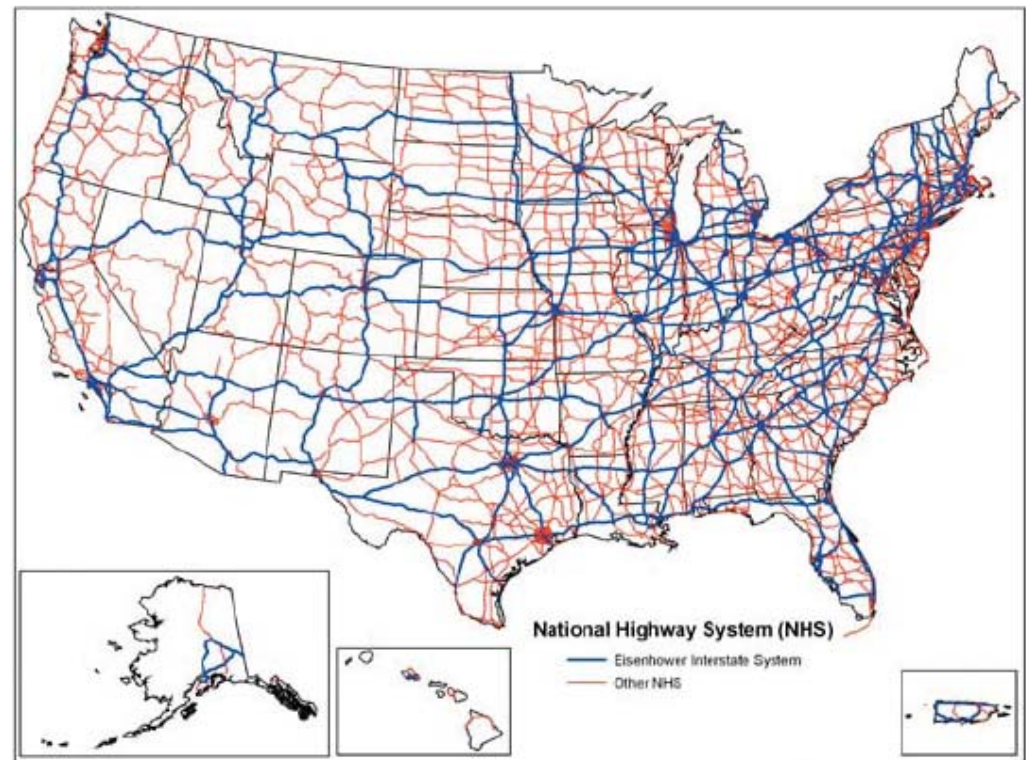 National Highway System (NHS)
Eisenhower Interstate System
Other NHS